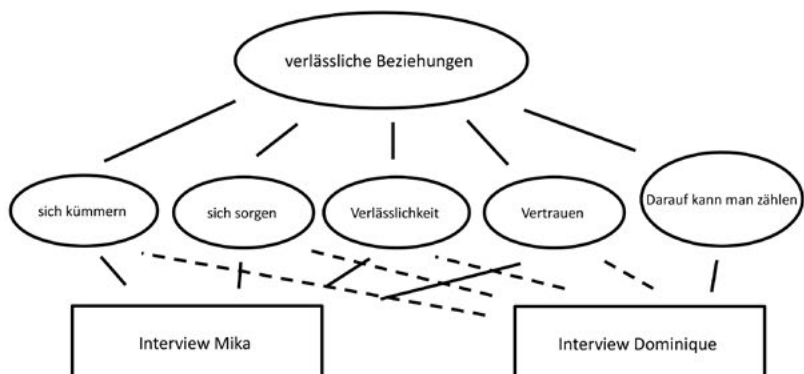 verlässliche Beziehungen
sich kümmern
sich sorgen
Verlässlichkeit
Vertrauen
Darauf kann man zählen
Interview Mika
Interview Dominique